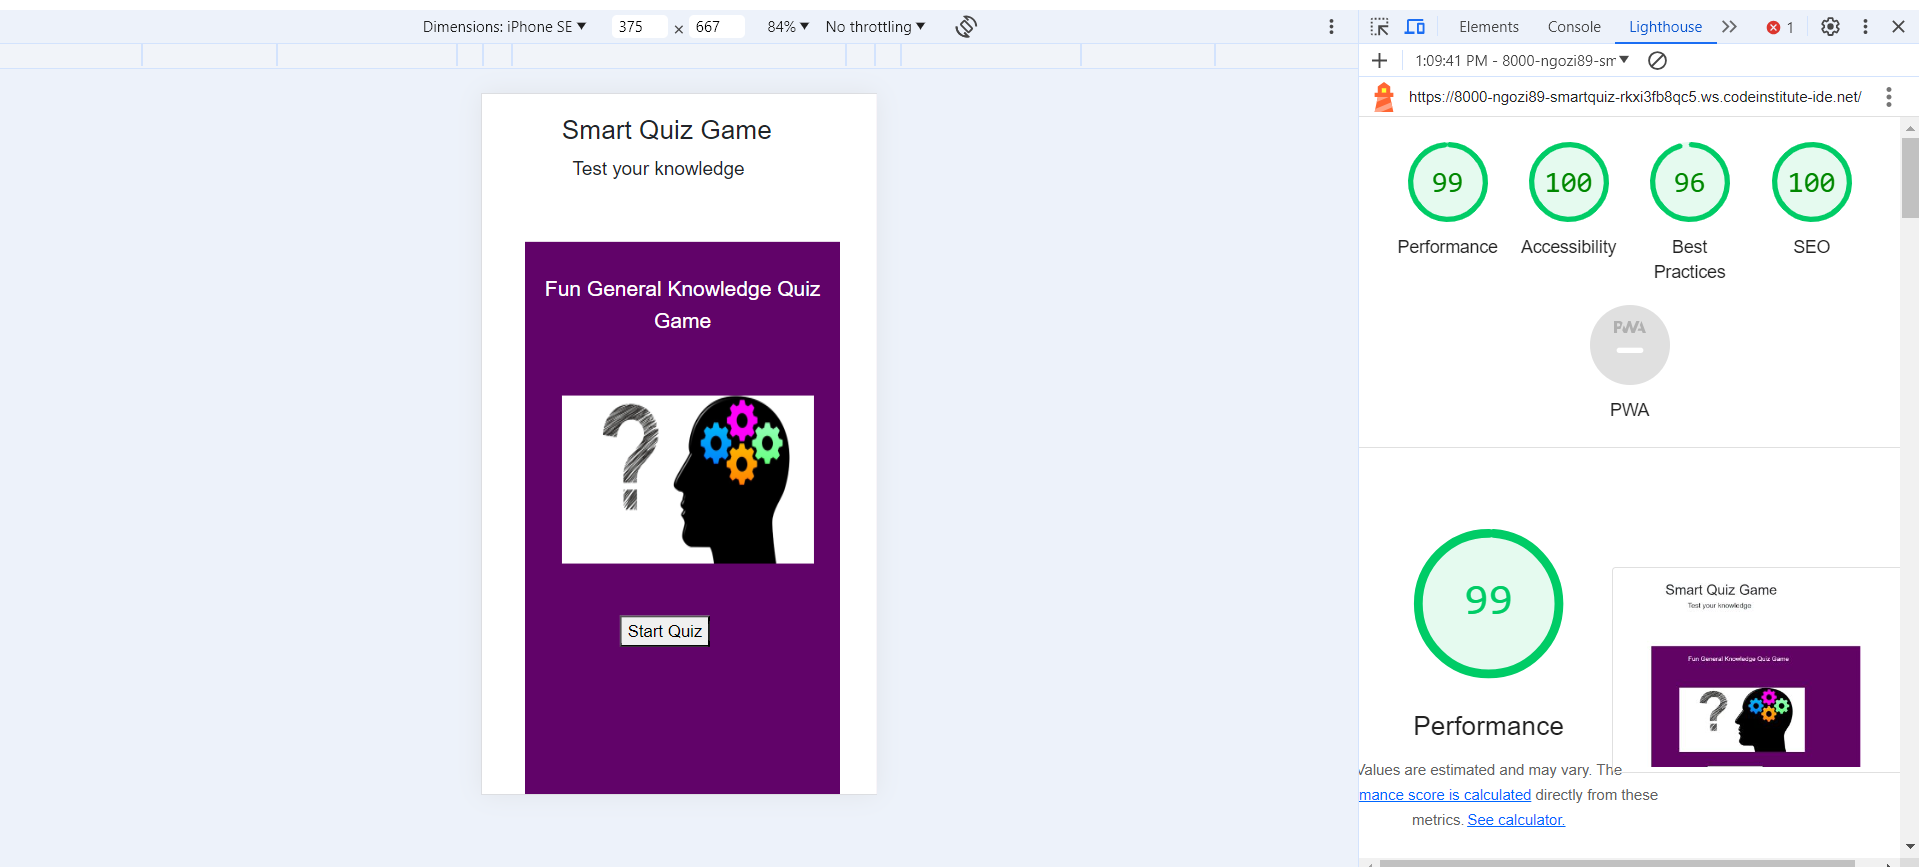 Dimensions: iPhone SE 375 × 667 84% No throttling
Elements Console Lighthouse 1
1:09:41 PM - 8000-ngozi89-sm
https://8000-ngozi89-smartquiz-rkxi3fb8qc5.ws.codeinstitute-ide.net/
Smart Quiz Game
Test your knowledge
Fun General Knowledge Quiz
Game
?
Start Quiz
99 100 96 100
Performance Accessibility Best Practices SEO
PWA
PWA
99
Performance
Values are estimated and may vary. The
mance score is calculated directly from these
metrics. See calculator.
Smart Quiz Game
Test your knowledge
Fun General Knowledge Quiz Game
?